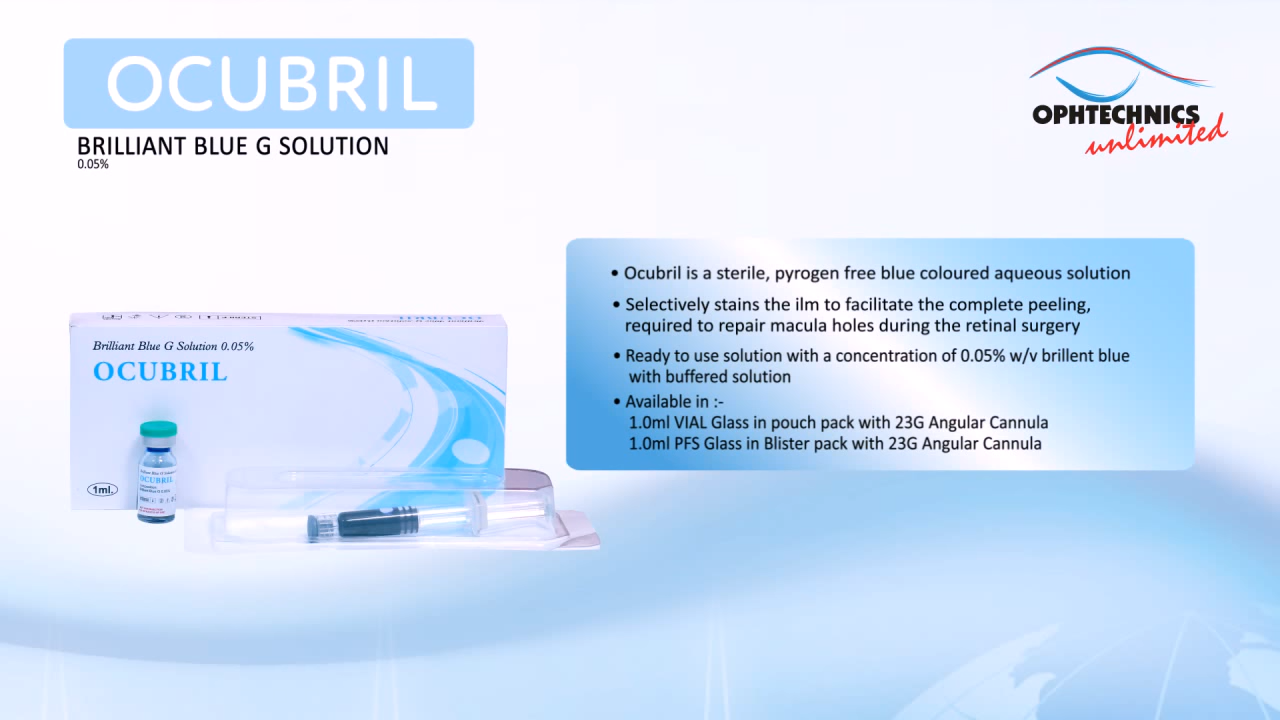 OCUBRIL
BRILLIANT BLUE G SOLUTION
0.05%
OPHTECHNICS
unlimited
• Ocubril is a sterile, pyrogen free blue coloured aqueous solution
• Selectively stains the ilm to facilitate the complete peeling,
required to repair macula holes during the retinal surgery
• Ready to use solution with a concentration of 0.05% w/v brillent blue
with buffered solution
• Available in :-
1.0ml VIAL Glass in pouch pack with 23G Angular Cannula
1.0ml PFS Glass in Blister pack with 23G Angular Cannula
Brilliant Blue G Solution 0.05%
OCUBRIL
1ml.
OCUBRIL